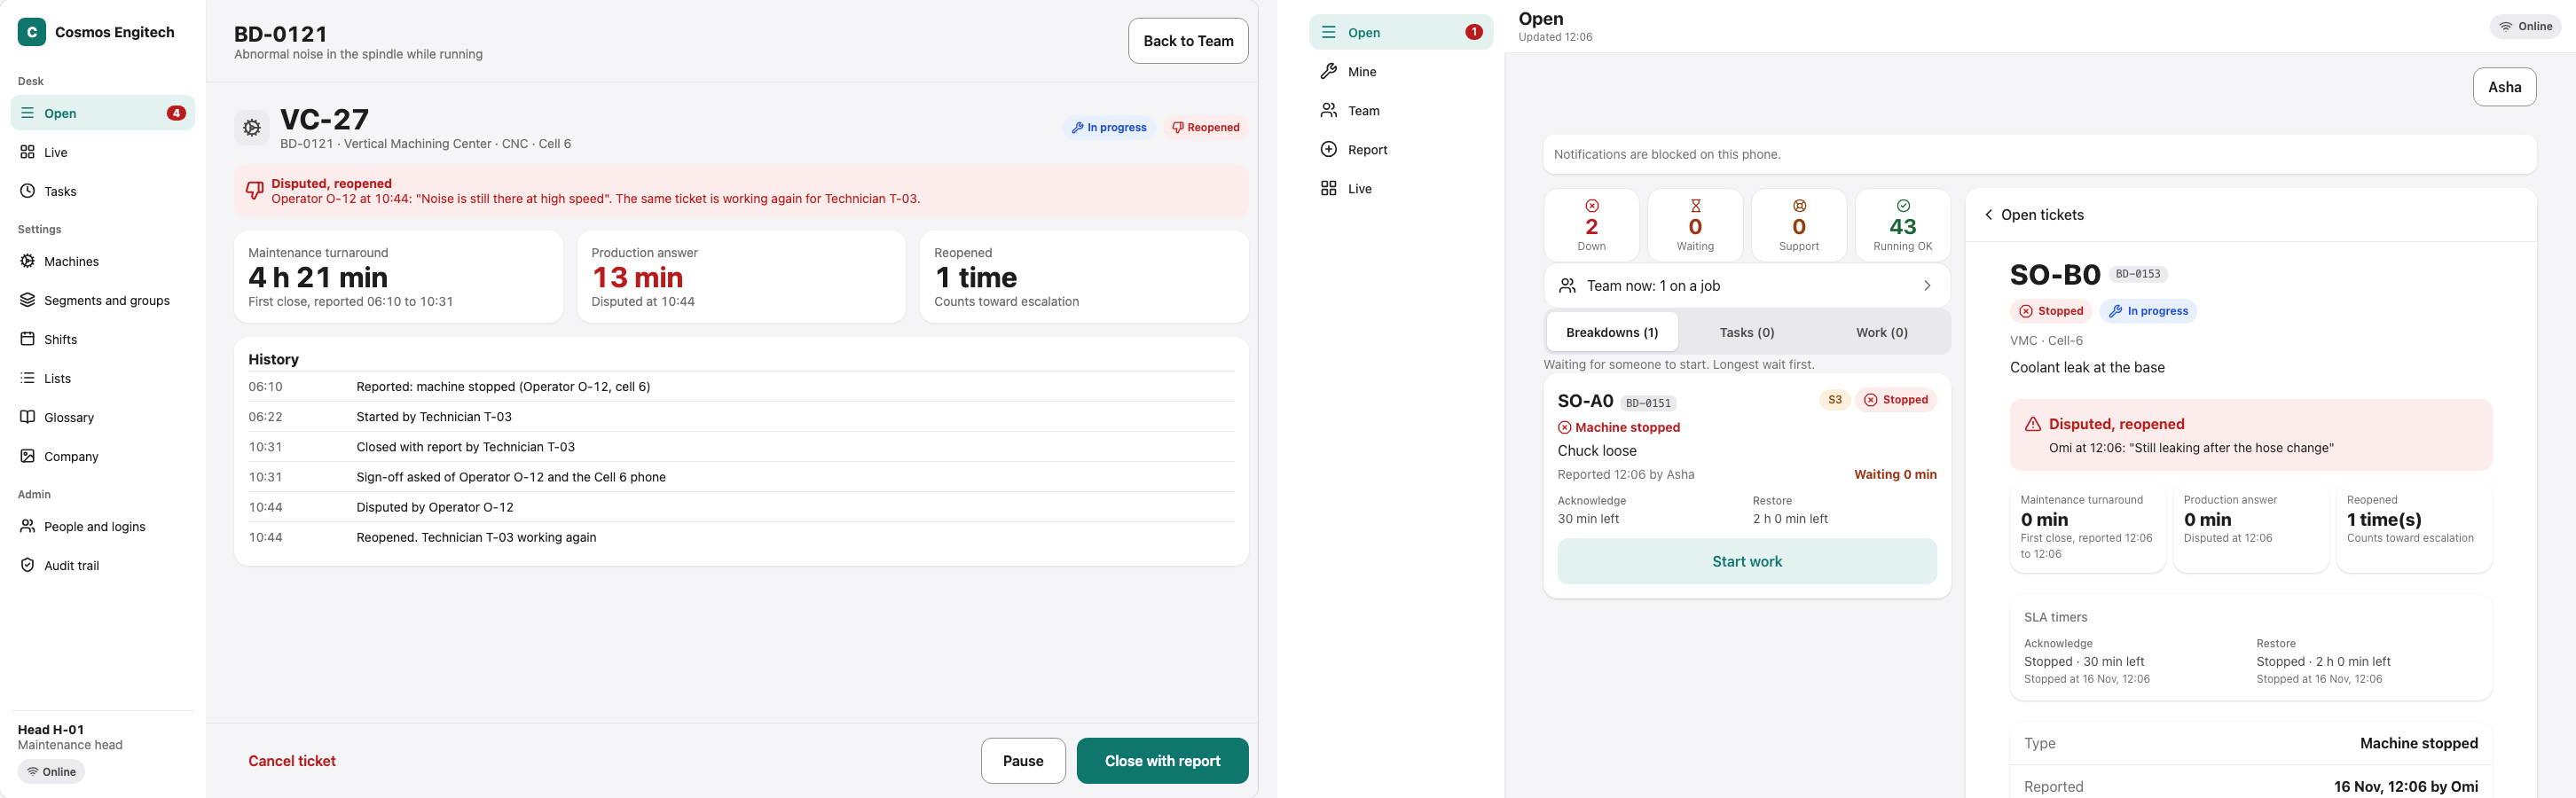 C Cosmos Engitech
Desk
Open 4
Live
Tasks
Settings
Machines
Segments and groups
Shifts
Lists
Glossary
Company
Admin
People and logins
Audit trail
Head H-01
Maintenance head
Online
BD-0121
Abnormal noise in the spindle while running
Back to Team
VC-27
BD-0121 · Vertical Machining Center · CNC · Cell 6
In progress
Reopened
Disputed, reopened
Operator O-12 at 10:44: "Noise is still there at high speed". The same ticket is working again for Technician T-03.
Maintenance turnaround
4 h 21 min
First close, reported 06:10 to 10:31
Production answer
13 min
Disputed at 10:44
Reopened
1 time
Counts toward escalation
History
06:10 Reported: machine stopped (Operator O-12, cell 6)
06:22 Started by Technician T-03
10:31 Closed with report by Technician T-03
10:31 Sign-off asked of Operator O-12 and the Cell 6 phone
10:44 Disputed by Operator O-12
10:44 Reopened. Technician T-03 working again
Cancel ticket
Pause
Close with report
Open 1
Mine
Team
Report
Live
Open
Updated 12:06
Online
Asha
Notifications are blocked on this phone.
2
Down
0
Waiting
0
Support
43
Running OK
Team now: 1 on a job
Breakdowns (1)
Tasks (0)
Work (0)
Waiting for someone to start. Longest wait first.
SO-A0 BD-0151 S3 Stopped
Machine stopped
Chuck loose
Reported 12:06 by Asha Waiting 0 min
Acknowledge Restore
30 min left 2 h 0 min left
Start work
Open tickets
SO-B0 BD-0153
Stopped In progress
VMC · Cell-6
Coolant leak at the base
Disputed, reopened
Omi at 12:06: "Still leaking after the hose change"
Maintenance turnaround
0 min
First close, reported 12:06
to 12:06
Production answer
0 min
Disputed at 12:06
Reopened
1 time(s)
Counts toward escalation
SLA timers
Acknowledge Restore
Stopped · 30 min left Stopped · 2 h 0 min left
Stopped at 16 Nov, 12:06 Stopped at 16 Nov, 12:06
Type Machine stopped
Reported 16 Nov, 12:06 by Omi